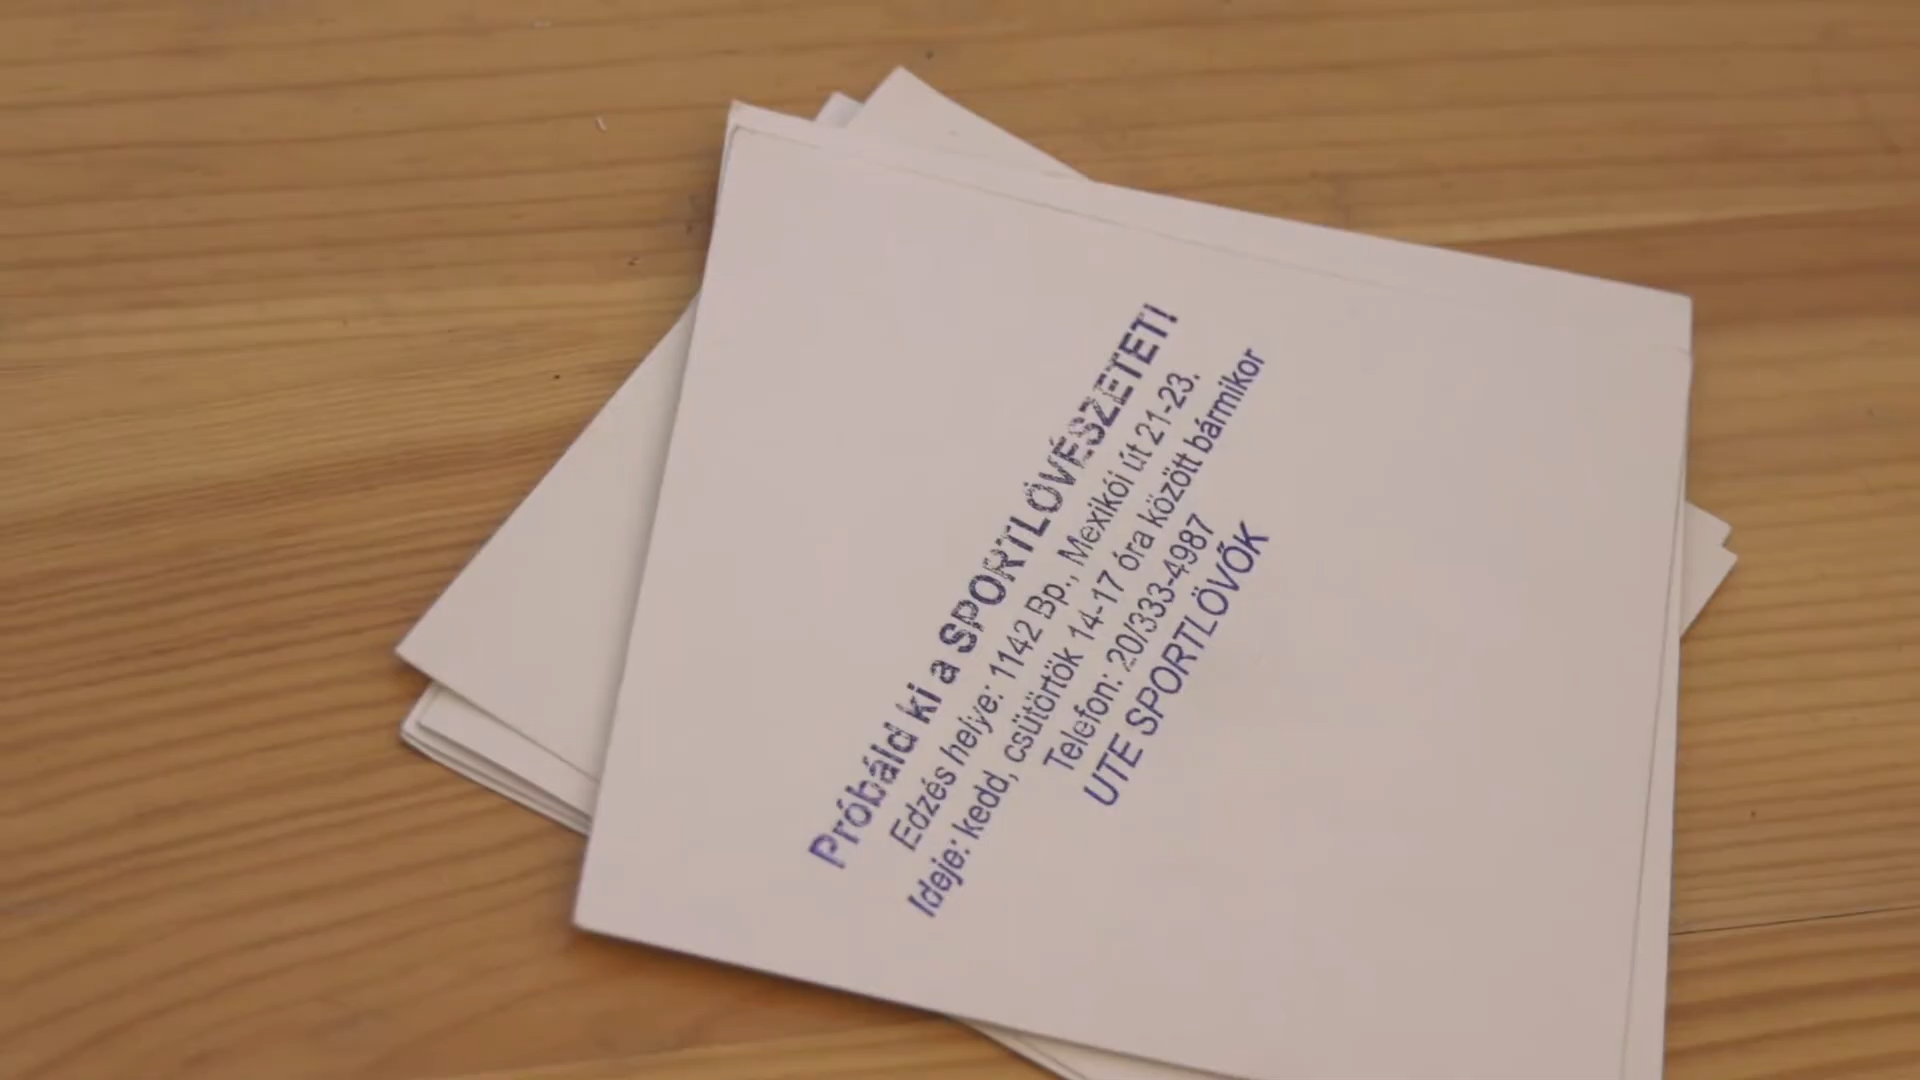 Próbáld ki a SPORTLÖVÉSZETET!
Edzés helye: 1142 Bp., Mexikói út 21-23.
Ideje: kedd, csütörtök 14-17 óra között bármikor
Telefon: 20/333-4987
UTE SPORTLÖVŐK